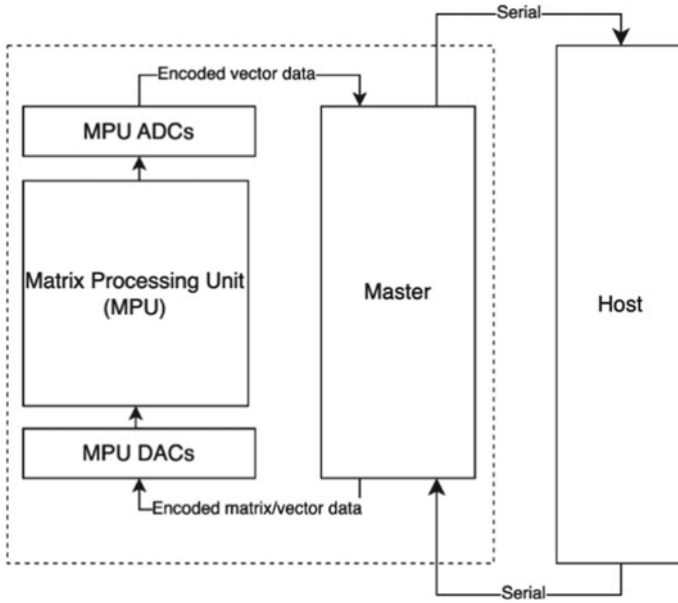 Serial
Encoded vector data
MPU ADCs
Matrix Processing Unit
(MPU)
Master
Host
MPU DACs
Encoded matrix/vector data
Serial